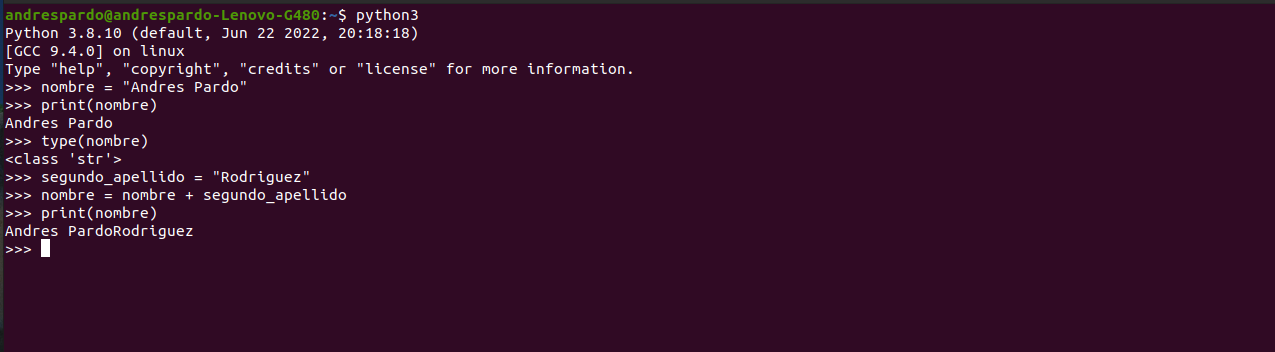 andrespardo@andrespardo-Lenovo-G480:~$ python3
Python 3.8.10 (default, Jun 22 2022, 20:18:18)
[GCC 9.4.0] on linux
Type "help", "copyright", "credits" or "license" for more information.
>>> nombre = "Andres Pardo"
>>> print(nombre)
Andres Pardo
>>> type(nombre)
<class 'str'>
>>> segundo_apellido = "Rodriguez"
>>> nombre = nombre + segundo_apellido
>>> print(nombre)
Andres PardoRodriguez
>>>